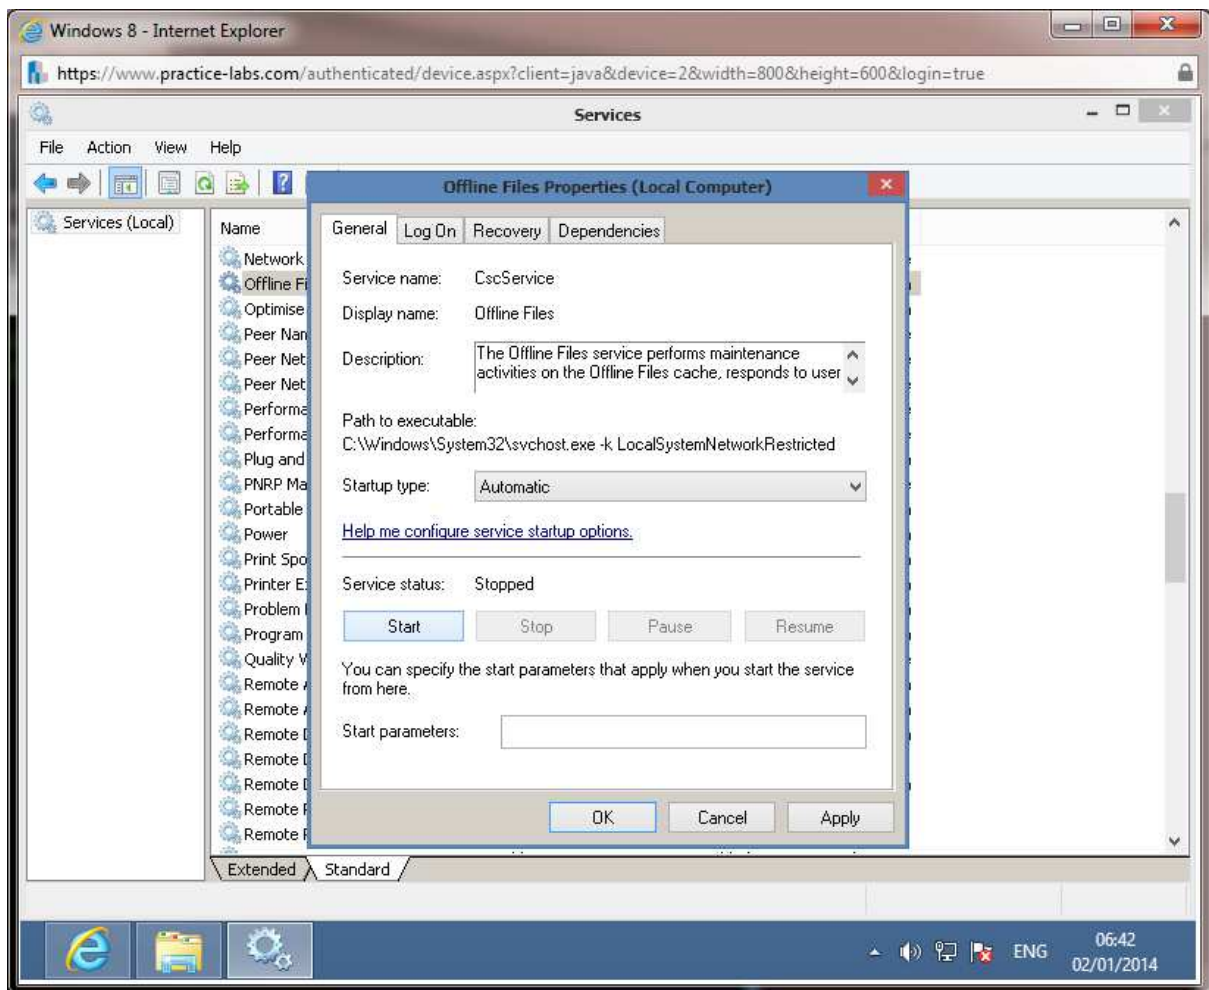 Windows 8 - Internet Explorer
https://www.practice-labs.com/authenticated/device.aspx?client=java&device=2&width=800&height=600&login=true
Services
File Action View Help
Offline Files Properties (Local Computer)
Services (Local)
Name
Network
Offline Fi
Optimise
Peer Nan
Peer Net
Peer Net
Performa
Performa
Plug and
PNRP Ma
Portable
Power
Print Spo
Printer E
Problem
Program
Quality
Remote
Remote
Remote
Remote
Remote
Remote
Remote
General Log On Recovery Dependencies
Service name: CscService
Display name: Offline Files
Description: The Offline Files service performs maintenance
activities on the Offline Files cache, responds to user
Path to executable:
C:\Windows\System32\svchost.exe -k LocalSystemNetworkRestricted
Startup type: Automatic
Help me configure service startup options.
Service status: Stopped
Start Stop Pause Resume
You can specify the start parameters that apply when you start the service
from here.
Start parameters:
OK Cancel Apply
Extended Standard
ENG
06:42
02/01/2014